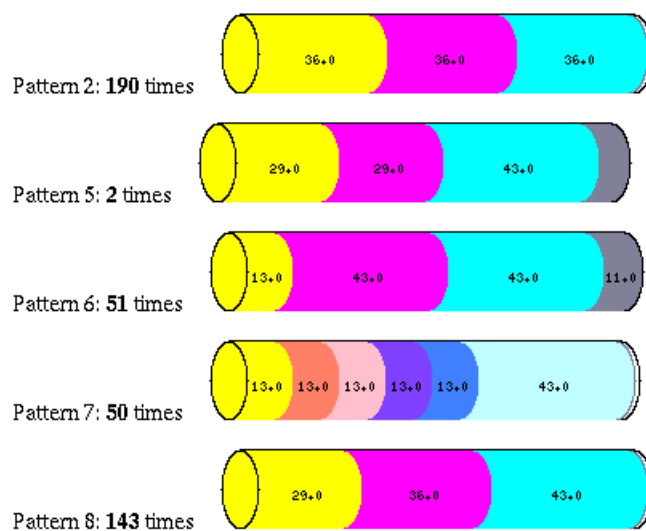 36+0 36+0 36+0
Pattern 2: 190 times
29+0 29+0 43+0
Pattern 5: 2 times
13+0 43+0 43+0 11+0
Pattern 6: 51 times
13+0 13+0 13+0 13+0 13+0 43+0
Pattern 7: 50 times
29+0 36+0 43+0
Pattern 8: 143 times